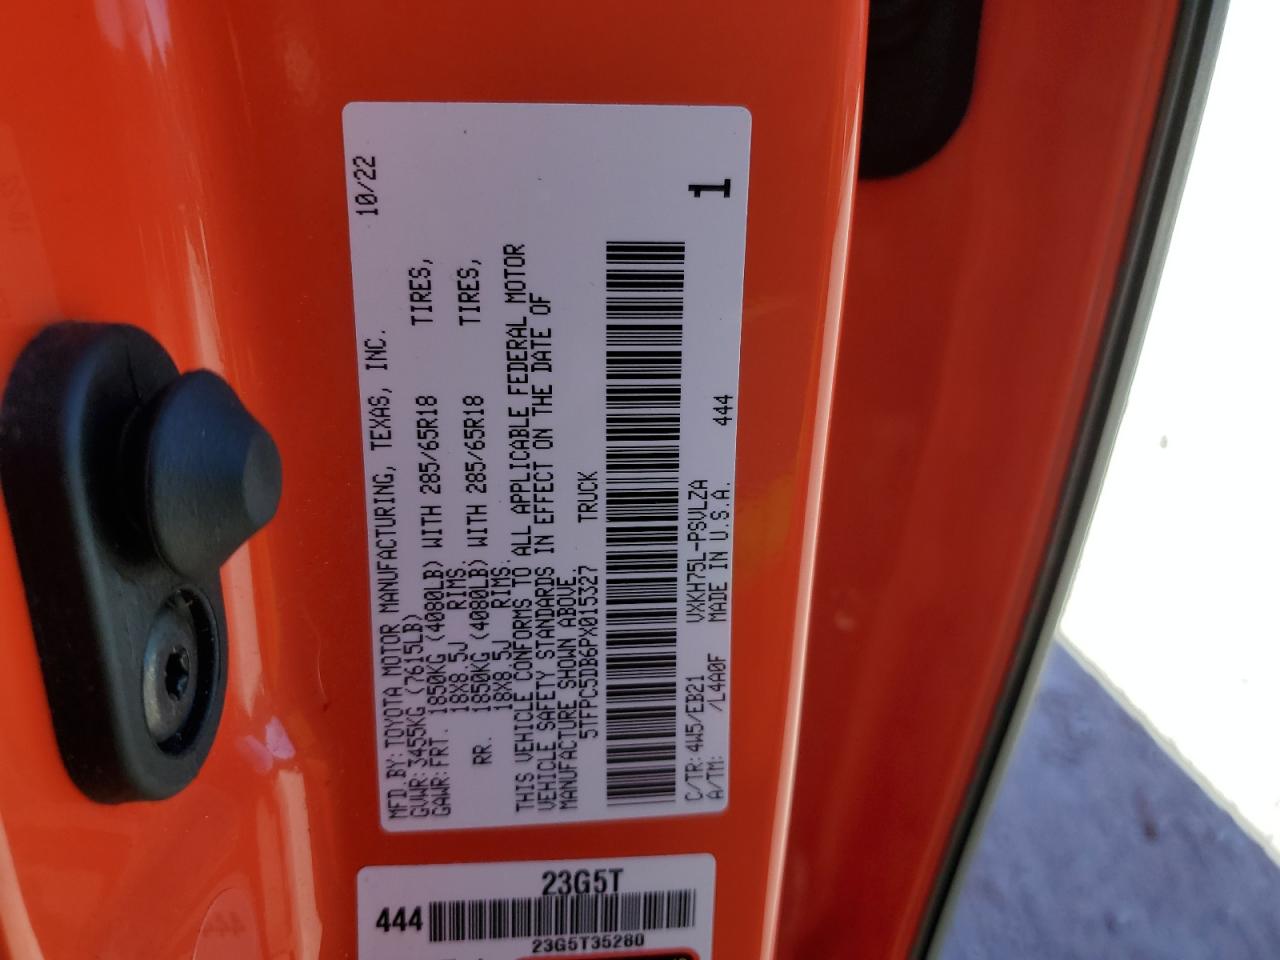 MFD.BY:TOYOTA MOTOR MANUFACTURING, TEXAS, INC. 10/22
GVWR:3455KG (7615LB)
GAWR:FRT. 1850KG (4080LB) WITH 285/65R18 TIRES,
18X8.5J RIMS.
RR. 1850KG (4080LB) WITH 285/65R18 TIRES,
18X8.5J RIMS.
THIS VEHICLE CONFORMS TO ALL APPLICABLE FEDERAL MOTOR
VEHICLE SAFETY STANDARDS IN EFFECT ON THE DATE OF
MANUFACTURE SHOWN ABOVE.
5TFPC5DB6PX015327 TRUCK
C/TR:4W5/EB21 VXKH75L-PSVLZA 1
A/TM: /L4A0F MADE IN U.S.A. 444
23G5T
444
23G5T35280